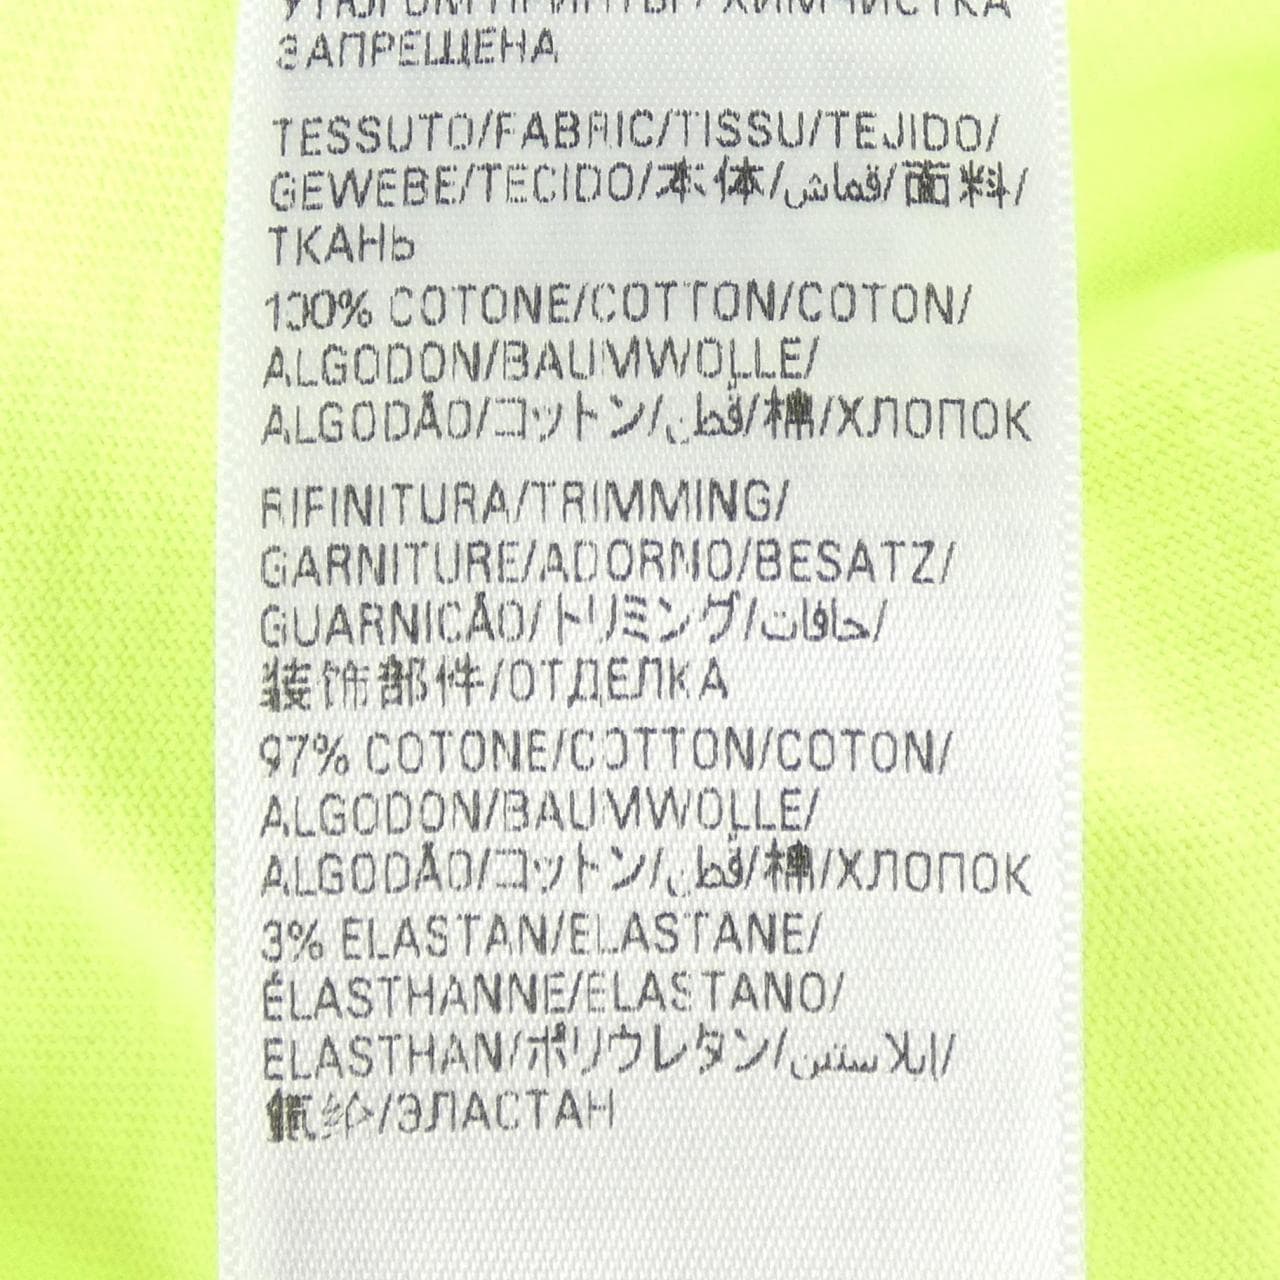 ЗАПРЕЩЕНА
TESSUTO/FABRIC/TISSU/TEJIDO/
GEWEBE/TECIDO/本体/قماش/面料/
ТКАНЬ
100% COTONE/COTTON/COTON/
ALGODON/BAUMWOLLE/
ALGODÃO/コットン/قطن/棉/ХЛОПОК
RIFINITURA/TRIMMING/
GARNITURE/ADORNO/BESATZ/
GUARNICÃO/トリミング/حافات/
装饰部件/ОТДЕЛКА
97% COTONE/COTTON/COTON/
ALGODON/BAUMWOLLE/
ALGODÃO/コットン/قطن/棉/ХЛОПОК
3% ELASTAN/ELASTANE/
ÉLASTHANNE/ELASTANO/
ELASTHAN/ポリウレタン/إيلاستين/
氨纶/ЭЛАСТАН